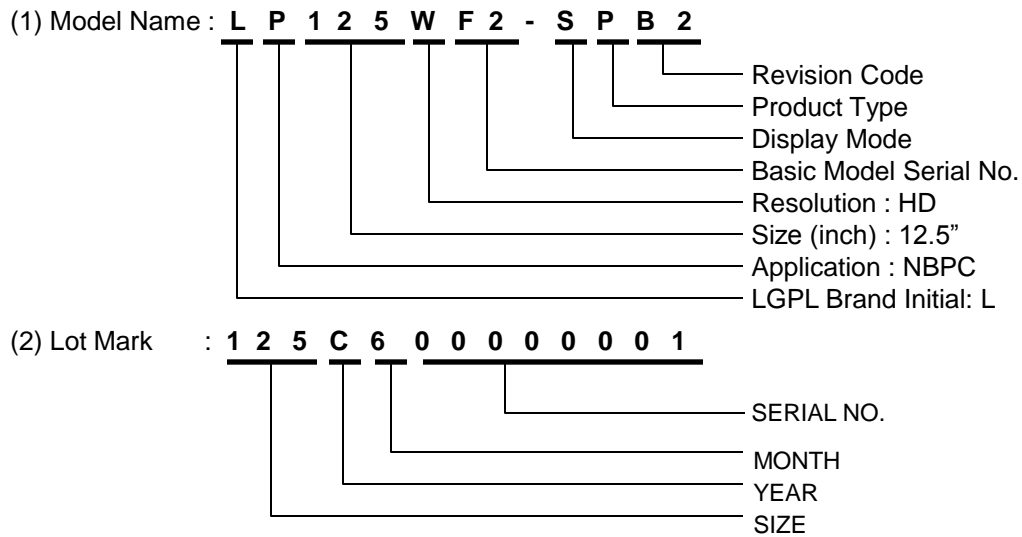 (1) Model Name : L P 1 2 5 W F 2 - S P B 2
Revision Code
Product Type
Display Mode
Basic Model Serial No.
Resolution : HD
Size (inch) : 12.5”
Application : NBPC
LGPL Brand Initial: L
(2) Lot Mark : 1 2 5 C 6 0 0 0 0 0 0 1
SERIAL NO.
MONTH
YEAR
SIZE